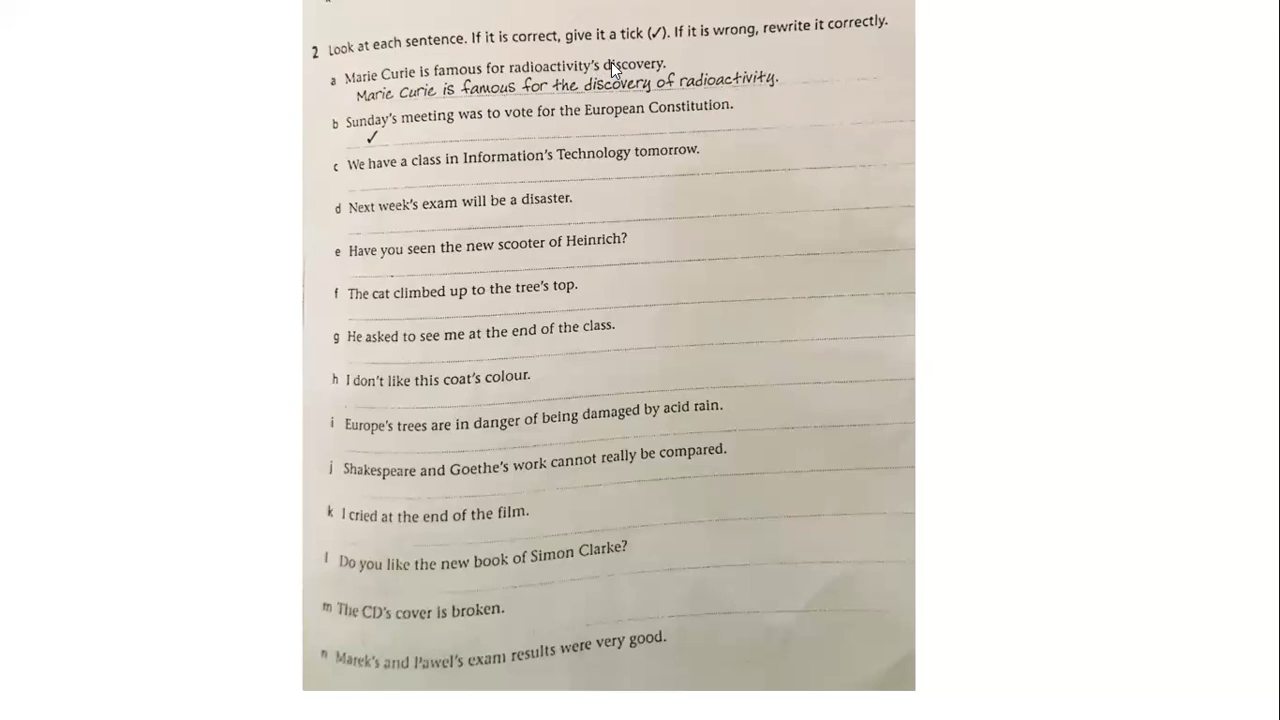 2 Look at each sentence. If it is correct, give it a tick (✓). If it is wrong, rewrite it correctly.
a Marie Curie is famous for radioactivity's discovery.
Marie Curie is famous for the discovery of radioactivity.
b Sunday's meeting was to vote for the European Constitution.
✓
c We have a class in Information's Technology tomorrow.
d Next week's exam will be a disaster.
e Have you seen the new scooter of Heinrich?
f The cat climbed up to the tree's top.
g He asked to see me at the end of the class.
h I don't like this coat's colour.
i Europe's trees are in danger of being damaged by acid rain.
j Shakespeare and Goethe's work cannot really be compared.
k I cried at the end of the film.
l Do you like the new book of Simon Clarke?
m The CD's cover is broken.
n Marek's and Pawel's exam results were very good.